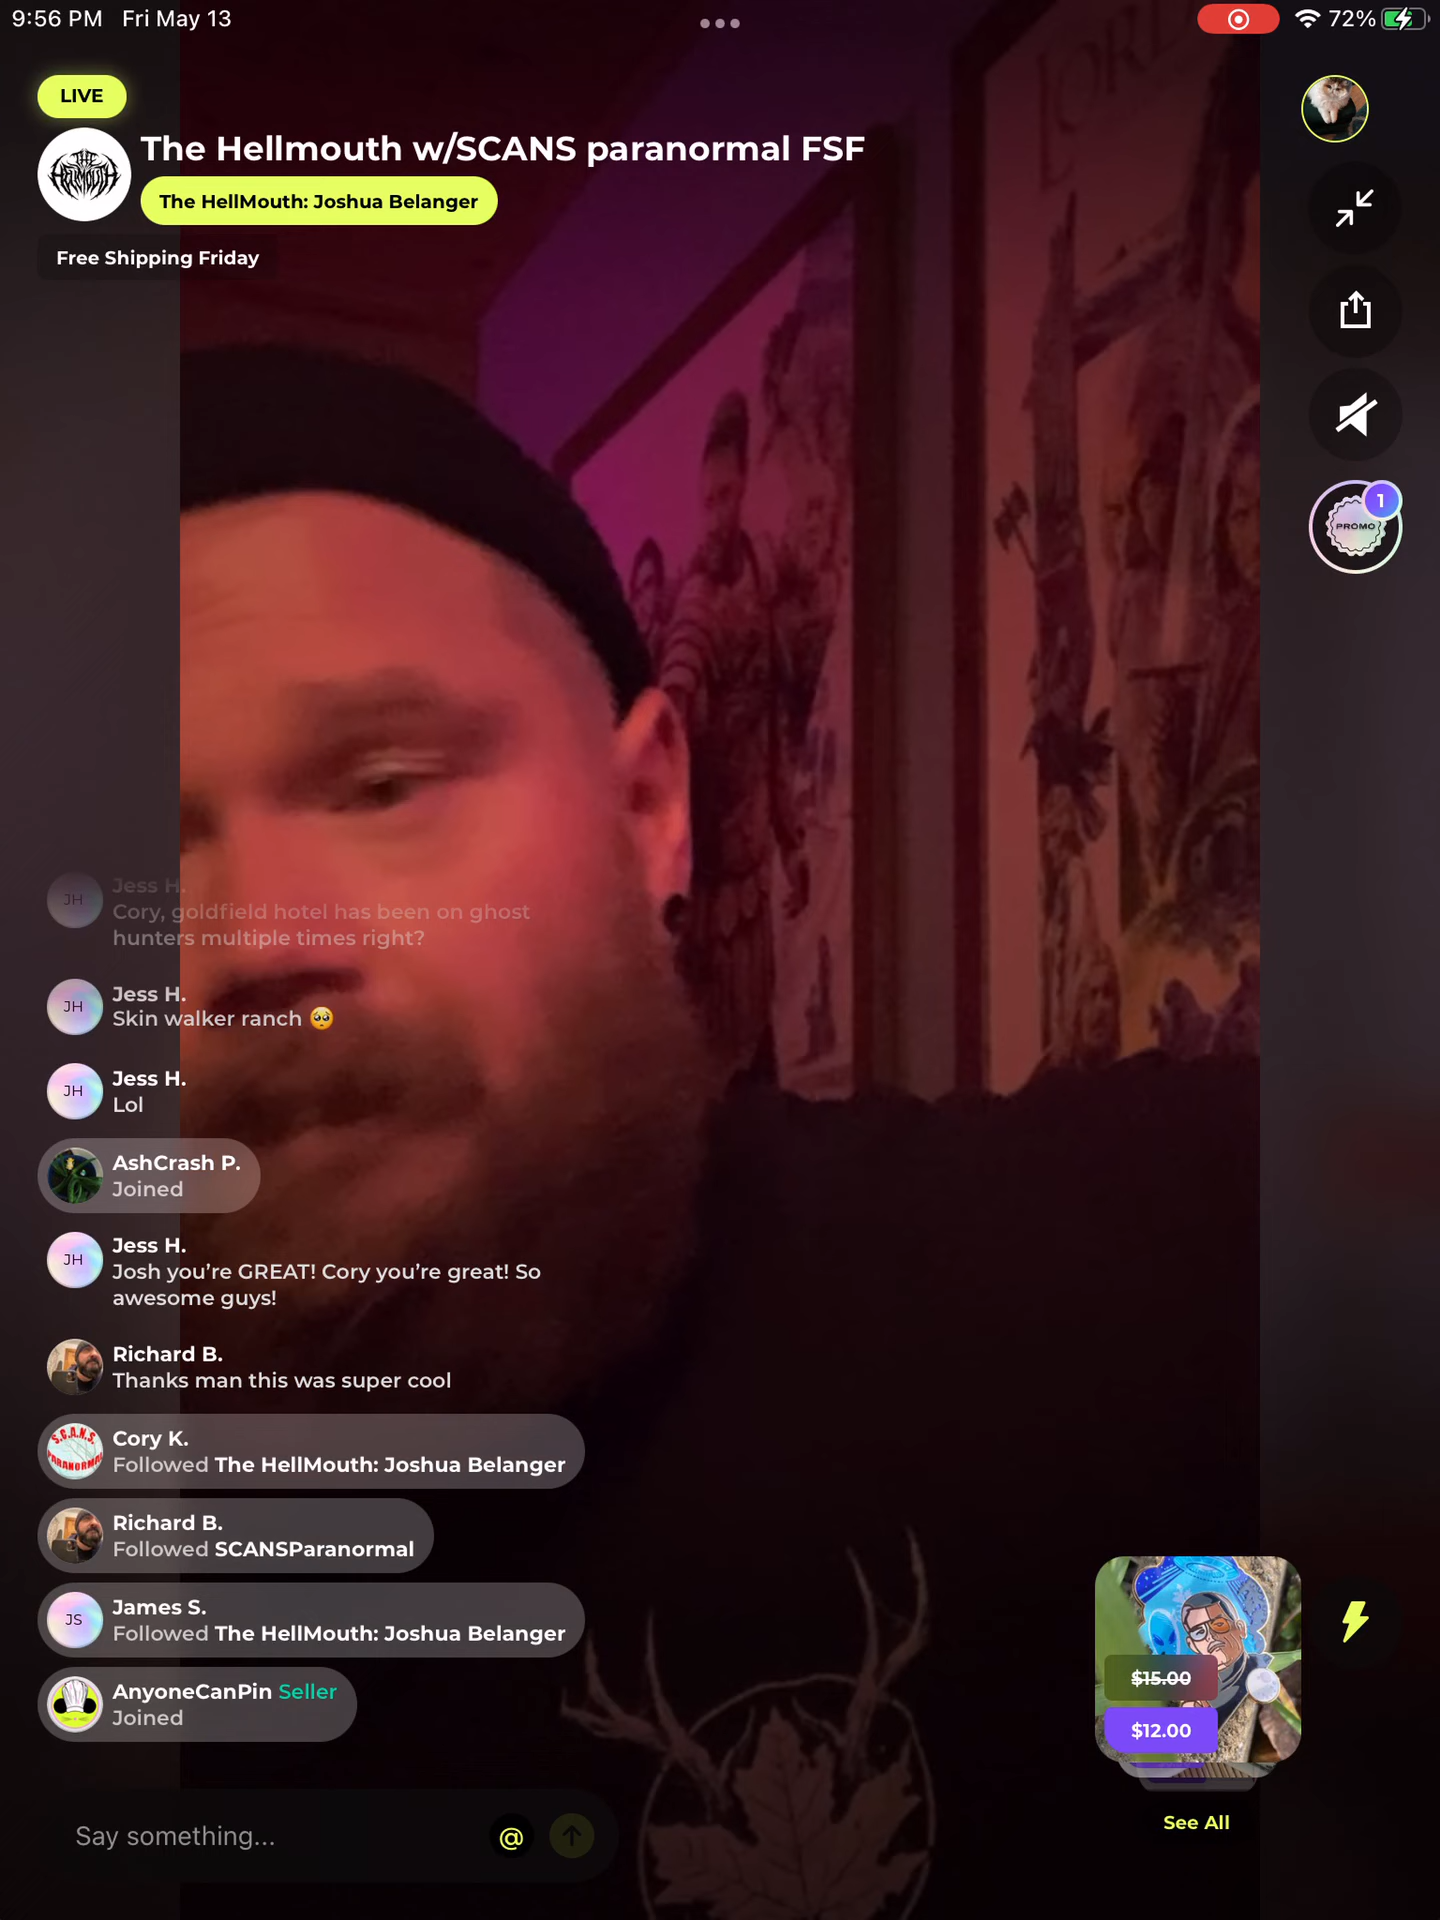 9:56 PM Fri May 13
72%
LIVE
THE HELLMOUTH
The Hellmouth w/SCANS paranormal FSF
The HellMouth: Joshua Belanger
Free Shipping Friday
1
PROMO
JH
Jess H.
Cory, goldfield hotel has been on ghost
hunters multiple times right?
JH
Jess H.
Skin walker ranch 🥺
JH
Jess H.
Lol
AshCrash P.
Joined
JH
Jess H.
Josh you’re GREAT! Cory you’re great! So
awesome guys!
Richard B.
Thanks man this was super cool
S.C.A.N.S.
PARANORMAL
Cory K.
Followed The HellMouth: Joshua Belanger
Richard B.
Followed SCANSParanormal
JS
James S.
Followed The HellMouth: Joshua Belanger
AnyoneCanPin Seller
Joined
$15.00
$12.00
See All
Say something...
@